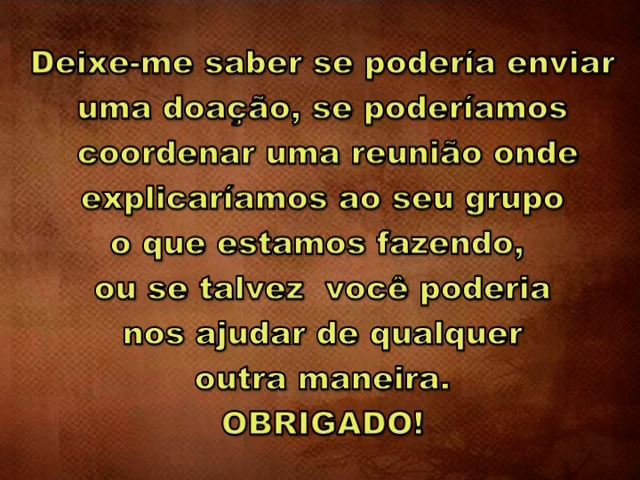 Deixe-me saber se podería enviar
uma doação, se poderíamos
coordenar uma reunião onde
explicaríamos ao seu grupo
o que estamos fazendo,
ou se talvez você poderia
nos ajudar de qualquer
outra maneira.
OBRIGADO!